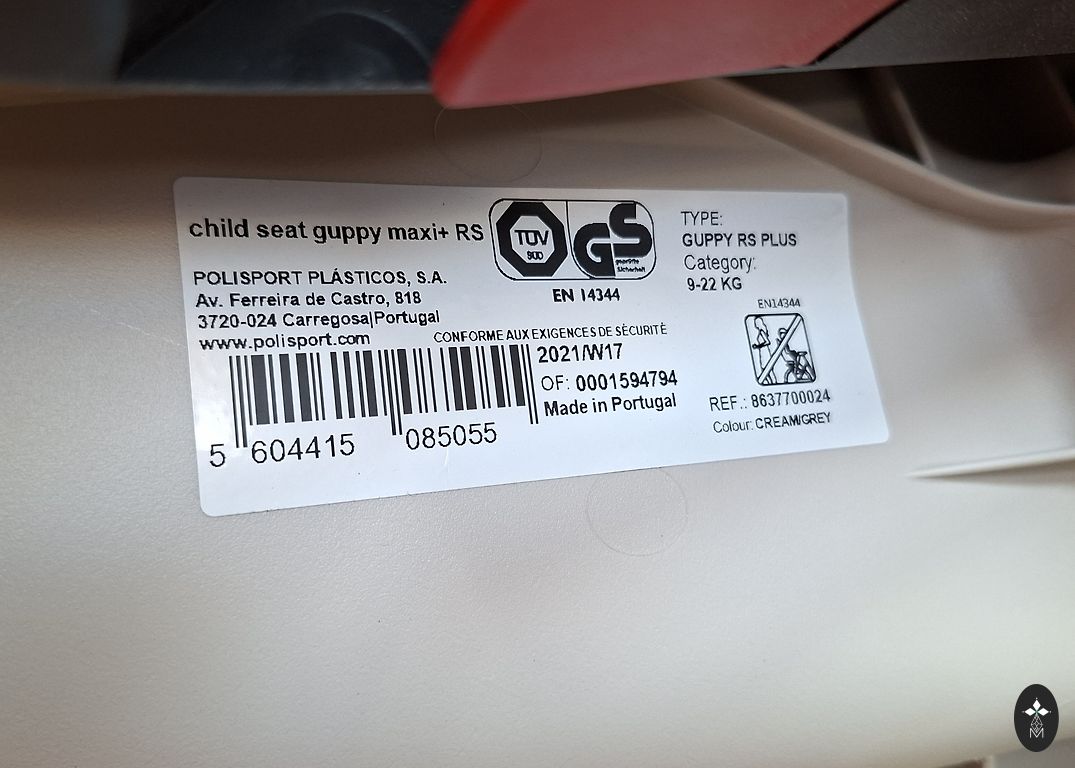 child seat guppy maxi+ RS
TÜV
SÜD
GS
geprüfte
Sicherheit
EN 14344
POLISPORT PLÁSTICOS, S.A.
Av. Ferreira de Castro, 818
3720-024 Carregosa|Portugal
www.polisport.com
CONFORME AUX EXIGENCES DE SÉCURITÉ
2021/W17
OF: 0001594794
Made in Portugal
5 604415 085055
TYPE:
GUPPY RS PLUS
Category:
9-22 KG
EN14344
REF.: 8637700024
Colour: CREAM/GREY
M